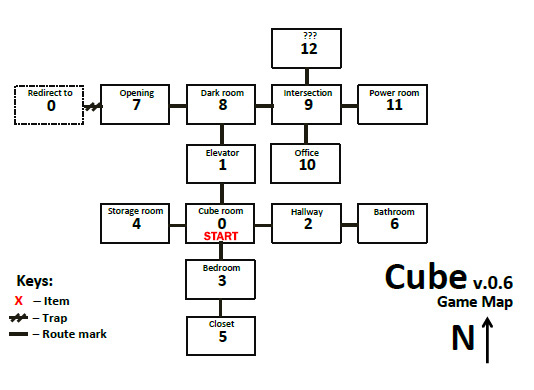 ???
12
Redirect to
0
Opening
7
Dark room
8
Intersection
9
Power room
11
Elevator
1
Office
10
Storage room
4
Cube room
0
START
Hallway
2
Bathroom
6
Bedroom
3
Closet
5
Keys:
X – Item
– Trap
– Route mark
Cube v.0.6
Game Map
N